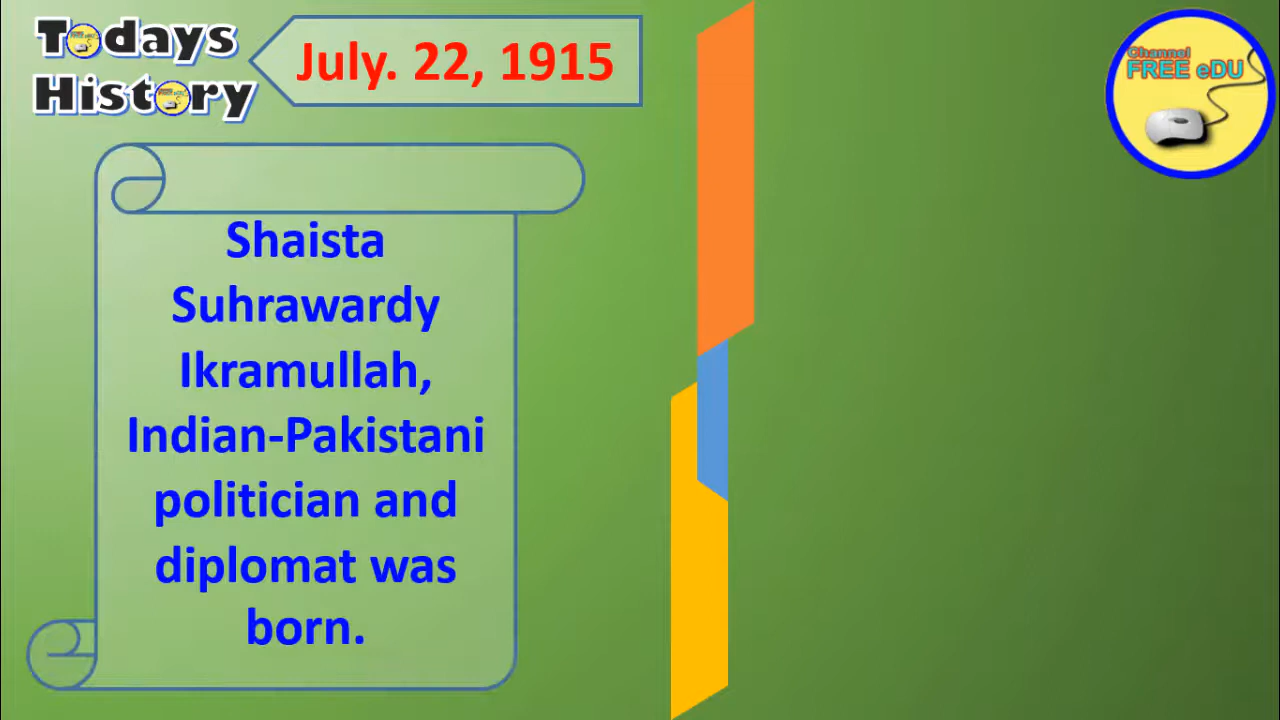 Todays
History
July. 22, 1915
Channel
FREE eDU
Shaista
Suhrawardy
Ikramullah,
Indian-Pakistani
politician and
diplomat was
born.